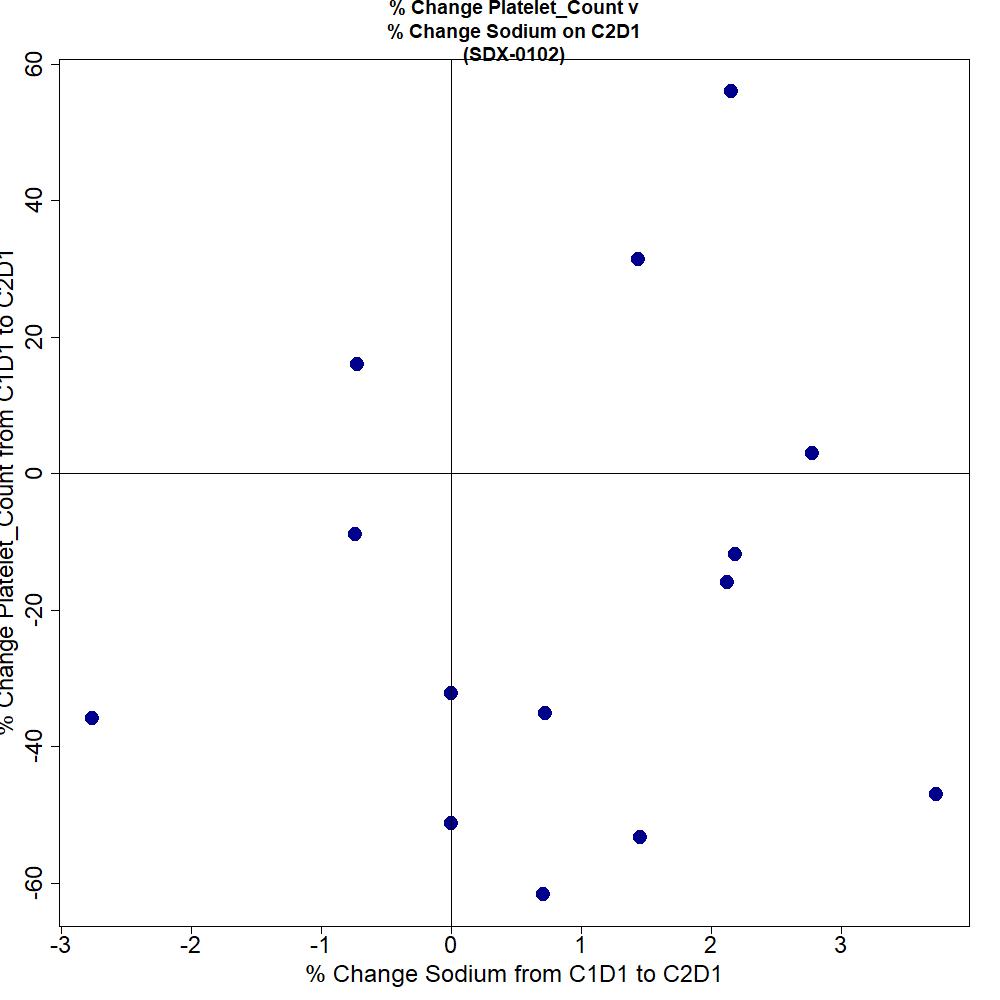 % Change Platelet_Count v
% Change Sodium on C2D1
(SDX-0102)
% Change Platelet_Count from C1D1 to C2D1
60
40
20
0
-20
-40
-60
-3
-2
-1
0
1
2
3
% Change Sodium from C1D1 to C2D1